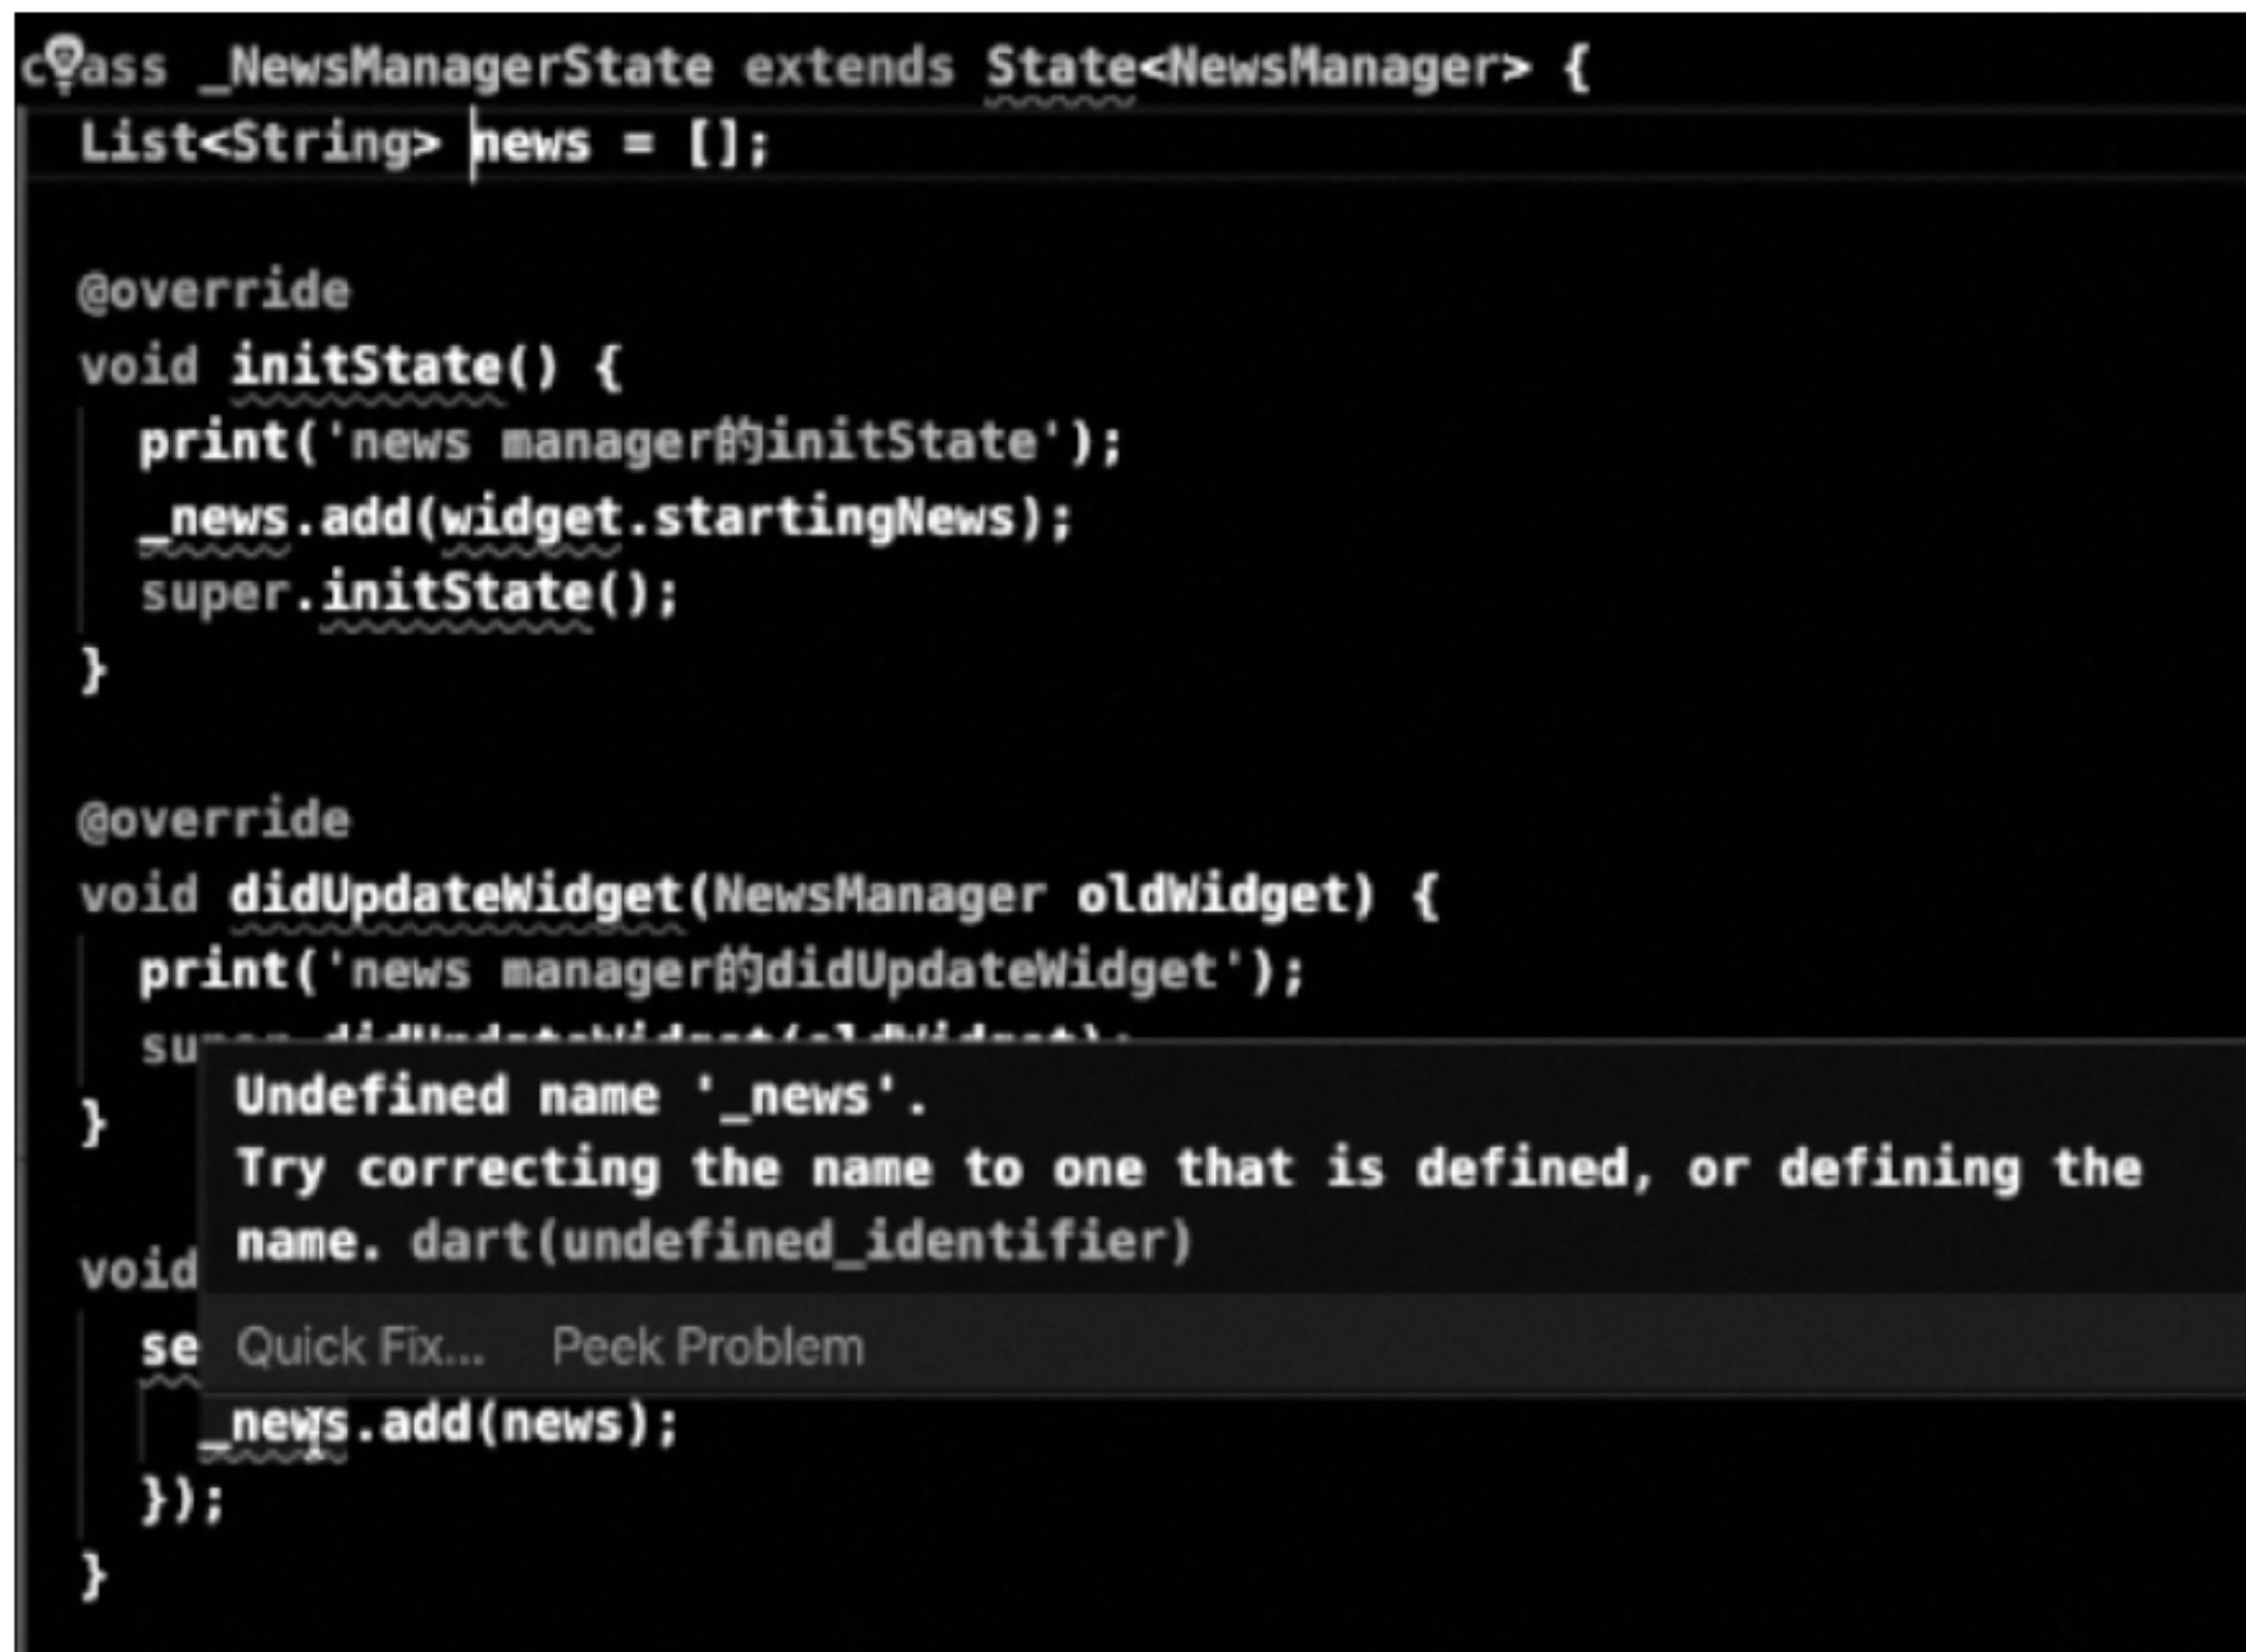 class _NewsManagerState extends State<NewsManager> {
List<String> news = [];
@override
void initState() {
print('news manager的initState');
_news.add(widget.startingNews);
super.initState();
}
@override
void didUpdateWidget(NewsManager oldWidget) {
print('news manager的didUpdateWidget');
super.didUpdateWidget(oldWidget);
Undefined name '_news'.
}
Try correcting the name to one that is defined, or defining the
name. dart(undefined_identifier)
void
se
Quick Fix... Peek Problem
_news.add(news);
});
}